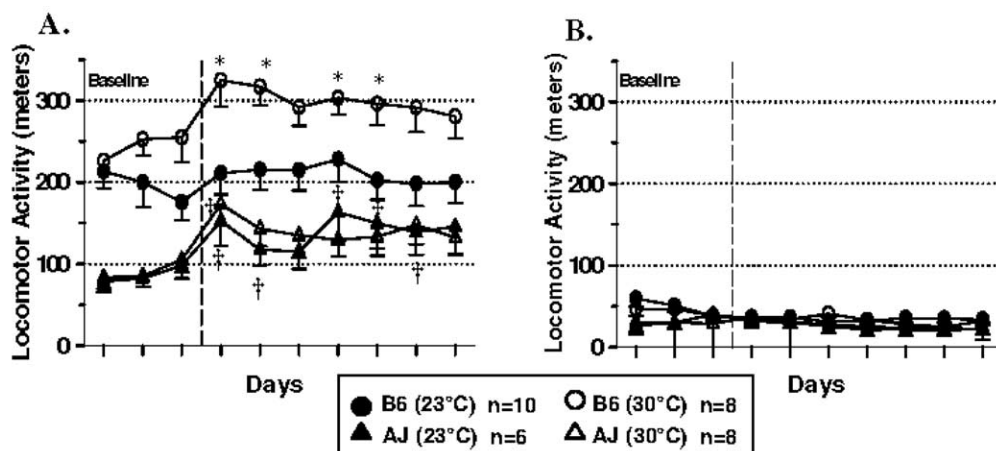 A.
Locomotor Activity (meters)
300
200
100
0
Baseline
* * * *
‡ ‡
‡
‡ ‡ ‡
Days
B.
Locomotor Activity (meters)
300
200
100
0
Baseline
Days
B6 (23°C) n=10
B6 (30°C) n=8
AJ (23°C) n=6
AJ (30°C) n=8